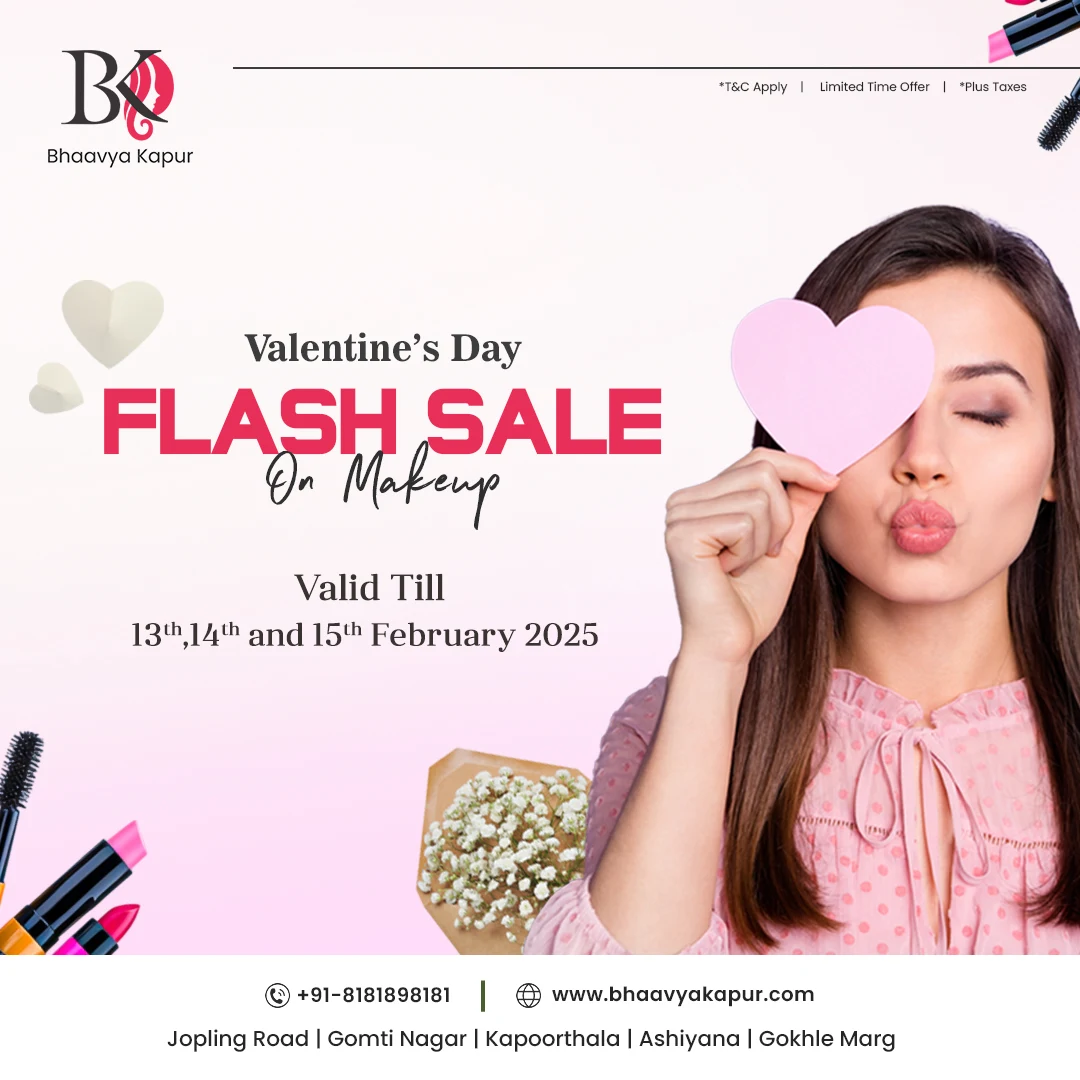 BK
Bhaavya Kapur
*T&C Apply | Limited Time Offer | *Plus Taxes
Valentine's Day
FLASH SALE
On Makeup
Valid Till
13th,14th and 15th February 2025
+91-8181898181 | www.bhaavyakapur.com
Jopling Road | Gomti Nagar | Kapoorthala | Ashiyana | Gokhle Marg